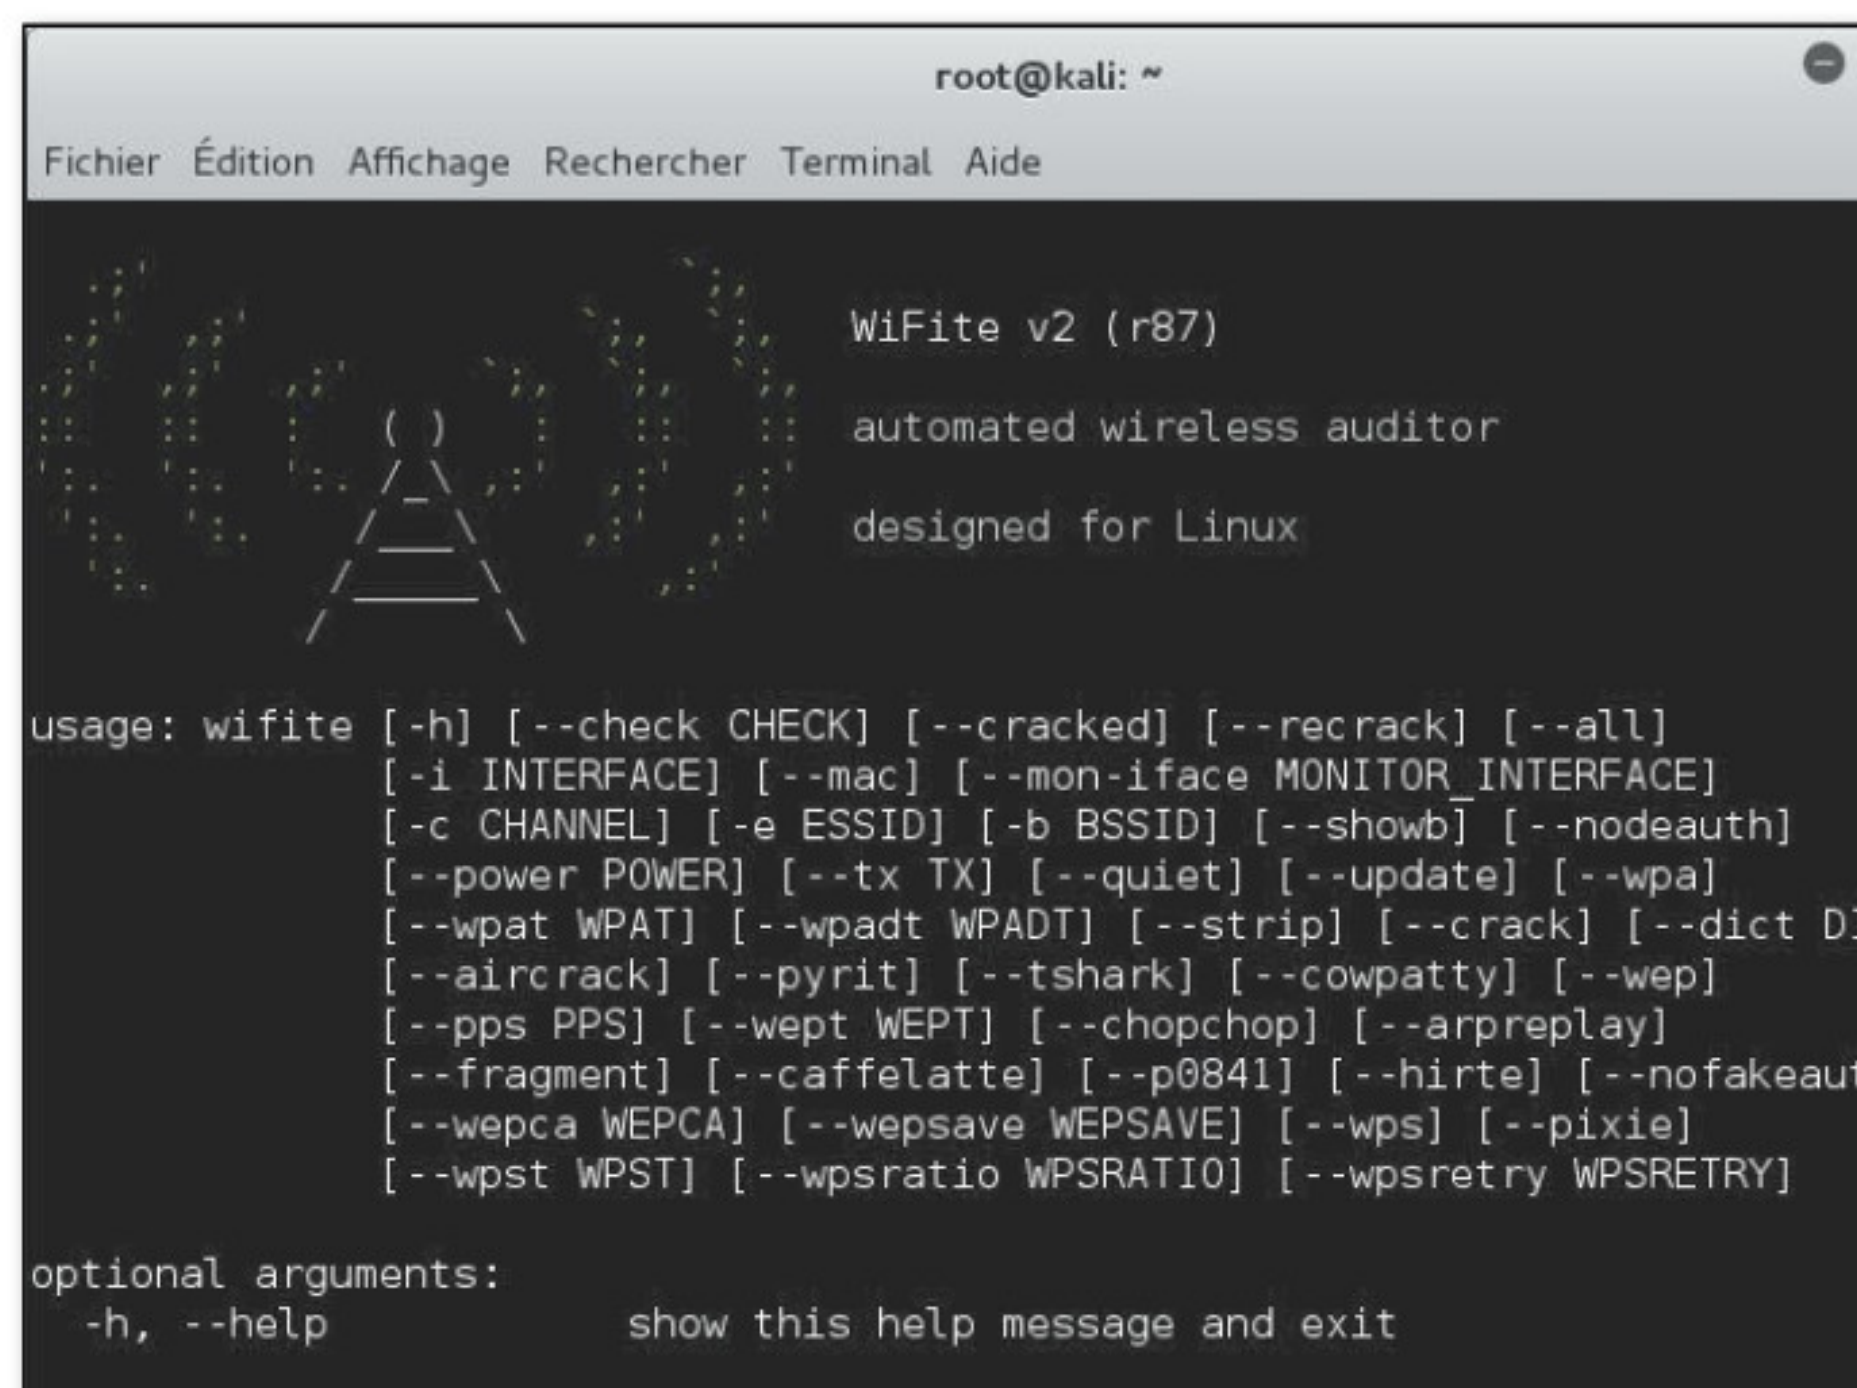 root@kali: ~
Fichier Édition Affichage Rechercher Terminal Aide
WiFite v2 (r87)
automated wireless auditor
designed for Linux
usage: wifite [-h] [--check CHECK] [--cracked] [--recrack] [--all]
[-i INTERFACE] [--mac] [--mon-iface MONITOR_INTERFACE]
[-c CHANNEL] [-e ESSID] [-b BSSID] [--showb] [--nodeauth]
[--power POWER] [--tx TX] [--quiet] [--update] [--wpa]
[--wpat WPAT] [--wpadt WPADT] [--strip] [--crack] [--dict
[--aircrack] [--pyrit] [--tshark] [--cowpatty] [--wep]
[--pps PPS] [--wept WEPT] [--chopchop] [--arpreplay]
[--fragment] [--caffelatte] [--p0841] [--hirte] [--nofakeaut
[--wepca WEPCA] [--wepsave WEPSAVE] [--wps] [--pixie]
[--wpst WPST] [--wpsratio WPSRATIO] [--wpsretry WPSRETRY]
optional arguments:
-h, --help show this help message and exit